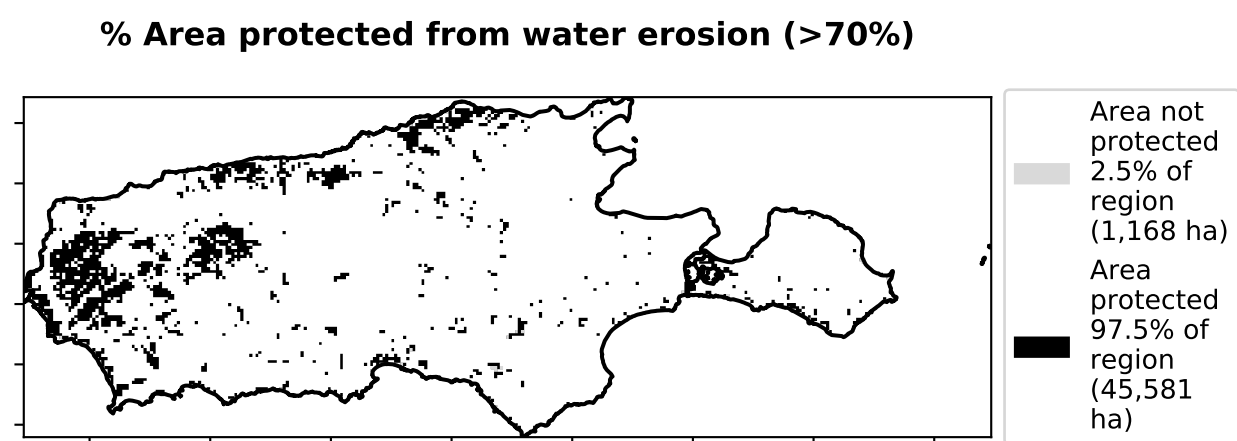 % Area protected from water erosion (>70%)
Area not
protected
2.5% of
region
(1,168 ha)
Area
protected
97.5% of
region
(45,581
ha)